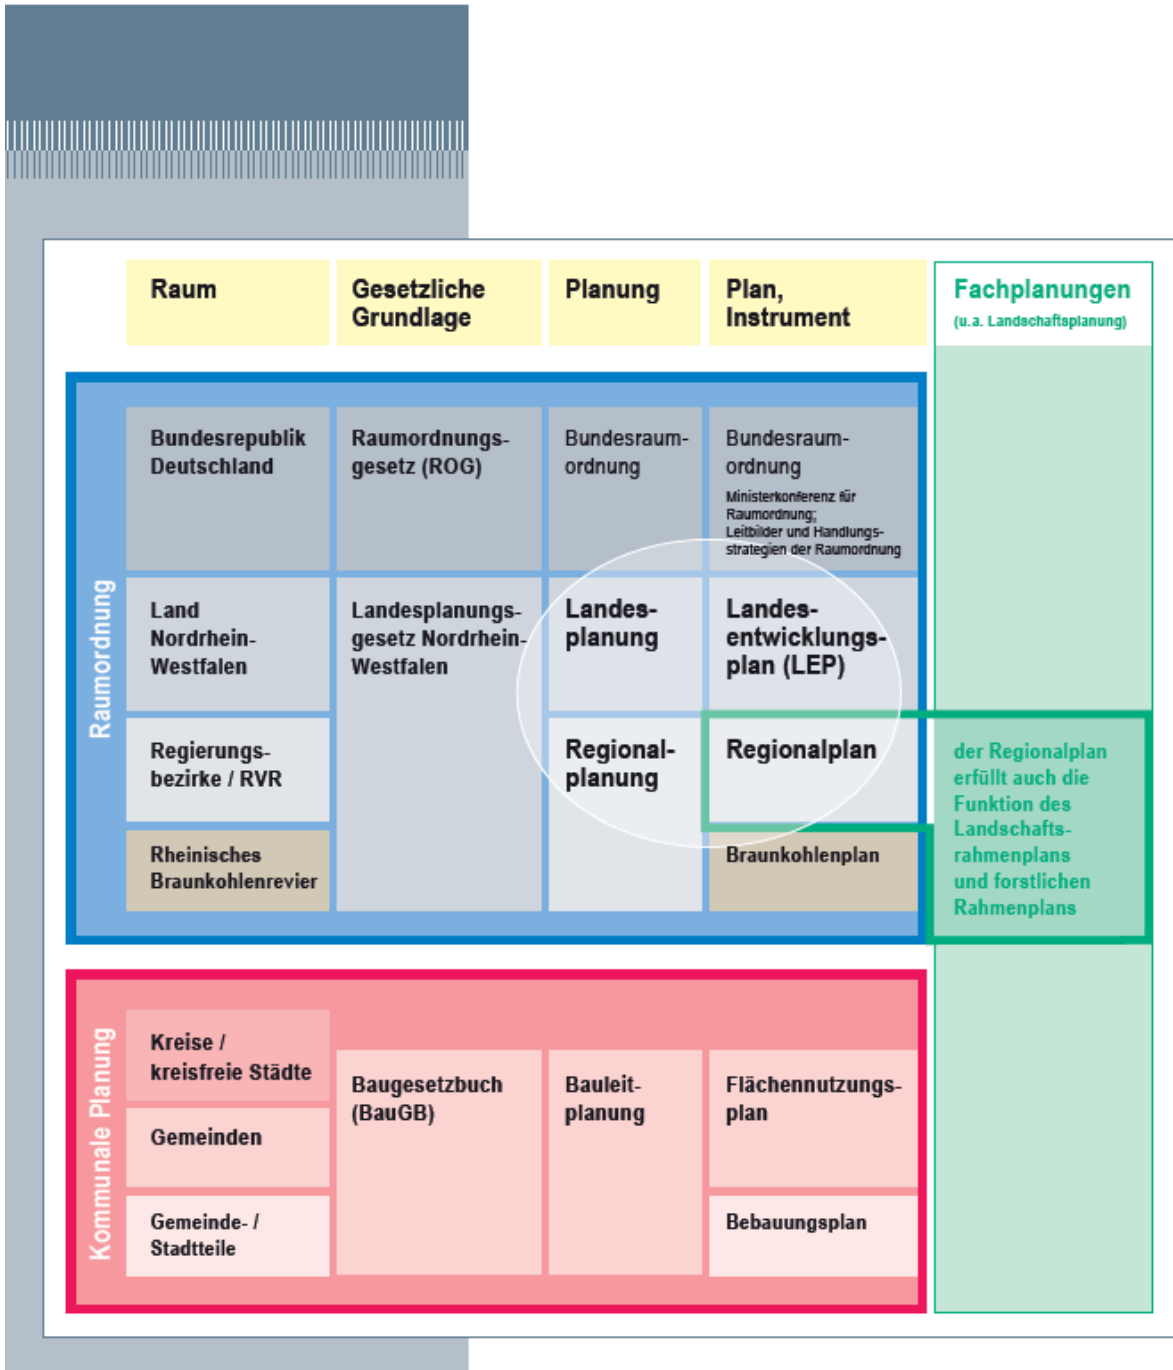 Raum
Gesetzliche
Grundlage
Planung
Plan,
Instrument
Fachplanungen
(u.a. Landschaftsplanung)
Raumordnung
Bundesrepublik
Deutschland
Raumordnungs-
gesetz (ROG)
Bundesraum-
ordnung
Bundesraum-
ordnung
Ministerkonferenz für
Raumordnung;
Leitbilder und Handlungs-
strategien der Raumordnung
Land
Nordrhein-
Westfalen
Landesplanungs-
gesetz Nordrhein-
Westfalen
Landes-
planung
Landes-
entwicklungs-
plan (LEP)
Regierungs-
bezirke / RVR
Regional-
planung
Regionalplan
der Regionalplan
erfüllt auch die
Funktion des
Landschafts-
rahmenplans
und forstlichen
Rahmenplans
Rheinisches
Braunkohlenrevier
Braunkohlenplan
Kommunale Planung
Kreise /
kreisfreie Städte
Baugesetzbuch
(BauGB)
Bauleit-
planung
Flächennutzungs-
plan
Gemeinden
Gemeinde- /
Stadtteile
Bebauungsplan